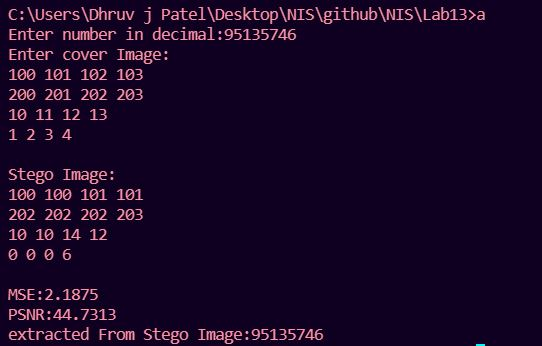 C:\Users\Dhruv j Patel\Desktop\NIS\github\NIS\Lab13>a
Enter number in decimal:95135746
Enter cover Image:
100 101 102 103
200 201 202 203
10 11 12 13
1 2 3 4
Stego Image:
100 100 101 101
202 202 202 203
10 10 14 12
0 0 0 6
MSE:2.1875
PSNR:44.7313
extracted From Stego Image:95135746